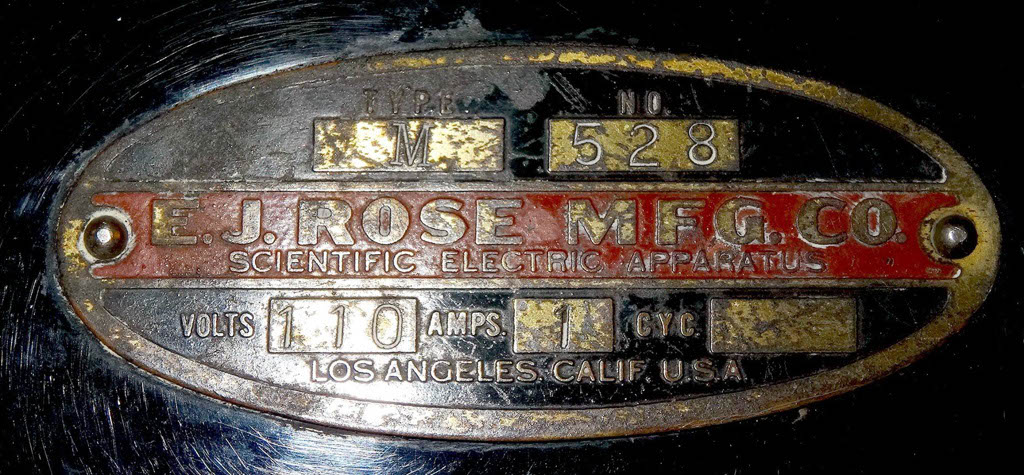 TYPE NO.
M 528
E.J. ROSE MFG. CO.
SCIENTIFIC ELECTRIC APPARATUS
VOLTS 110 AMPS. 1 CYC.
LOS ANGELES. CALIF. U.S.A